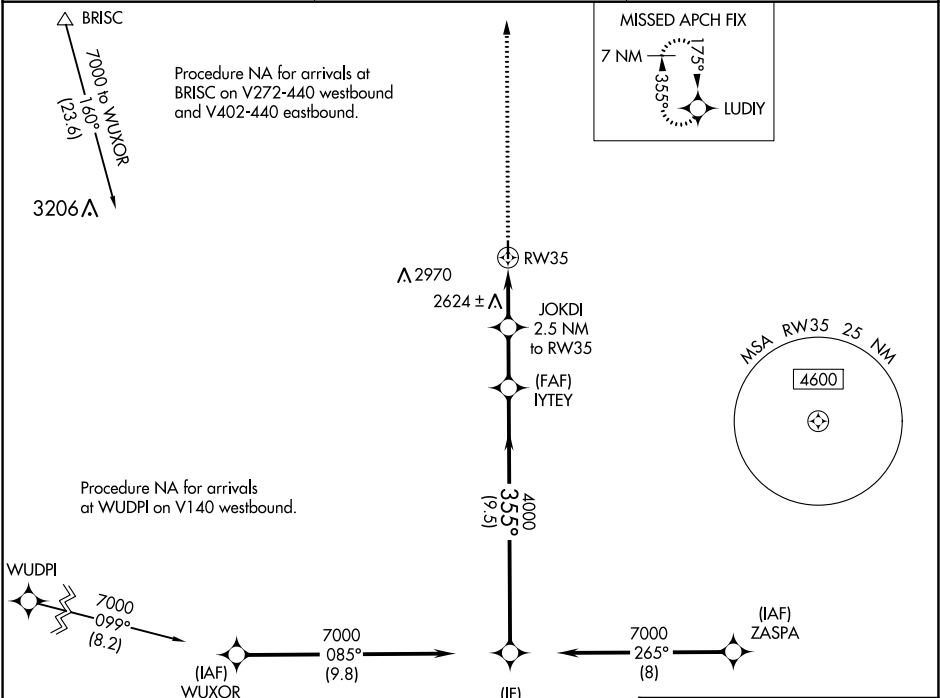 BRISC
7000 to WUXOR
160°
(23.6)
Procedure NA for arrivals at
BRISC on V272-440 westbound
and V402-440 eastbound.
MISSED APCH FIX
7 NM
175°
355°
LUDIY
3206
RW35
2970
2624 ±
JOKDI
2.5 NM
to RW35
(FAF)
IYTEY
MSA RW35 25 NM
4600
4000
355°
(9.5)
Procedure NA for arrivals
at WUDPI on V140 westbound.
WUDPI
7000
099°
(8.2)
7000
085°
(9.8)
(IAF)
WUXOR
7000
265°
(8)
(IAF)
ZASPA
(IF)